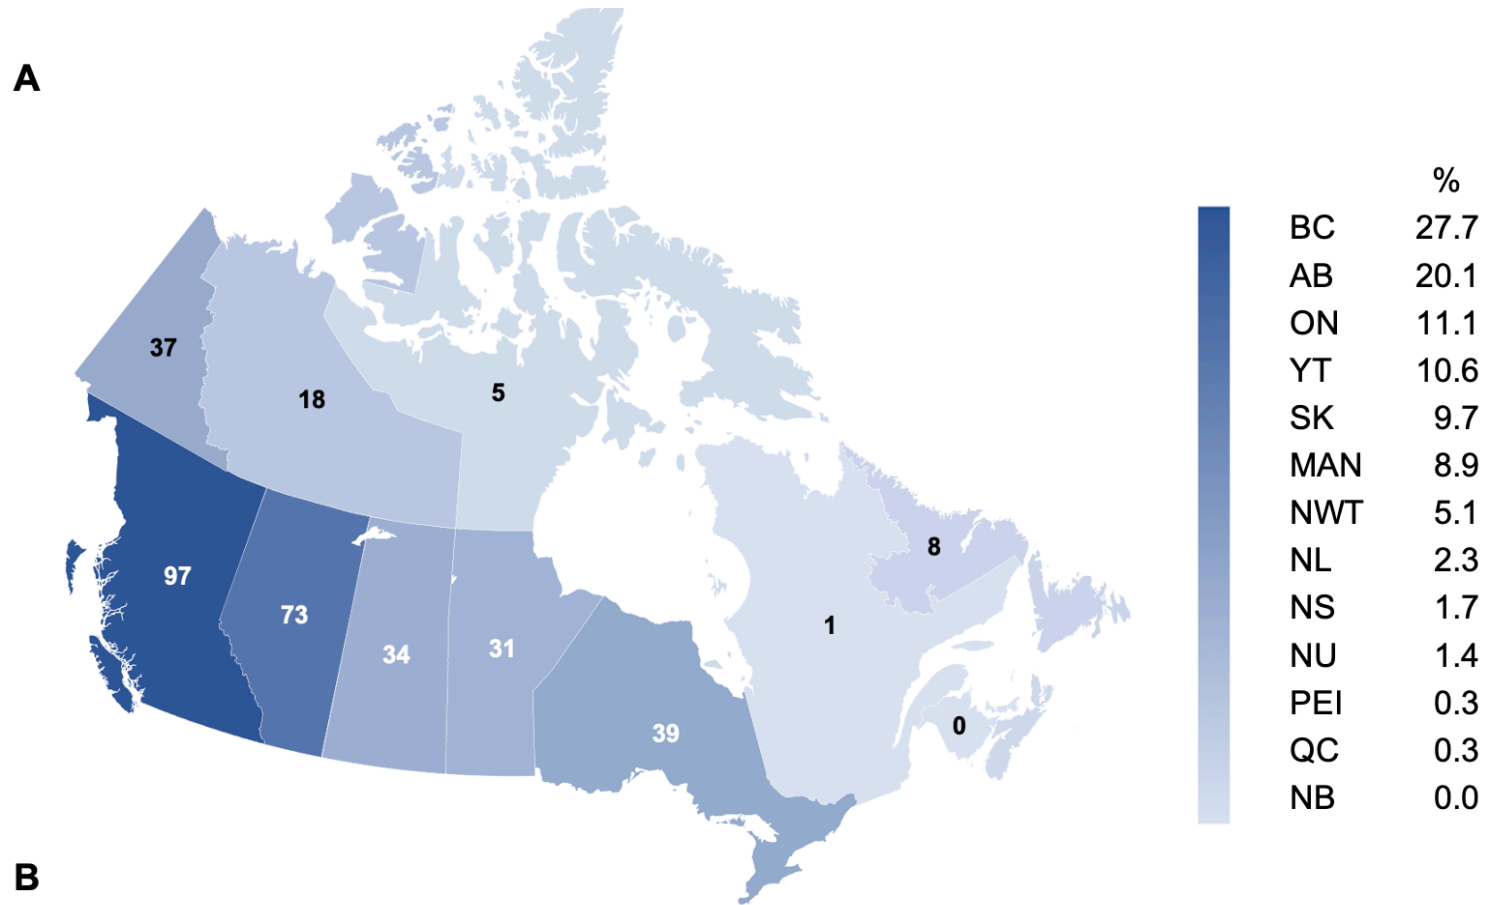 A
%
BC 27.7
AB 20.1
ON 11.1
YT 10.6
SK 9.7
MAN 8.9
NWT 5.1
NL 2.3
NS 1.7
NU 1.4
PEI 0.3
QC 0.3
NB 0.0
37
18
5
8
97
73
1
34
31
39
0
B